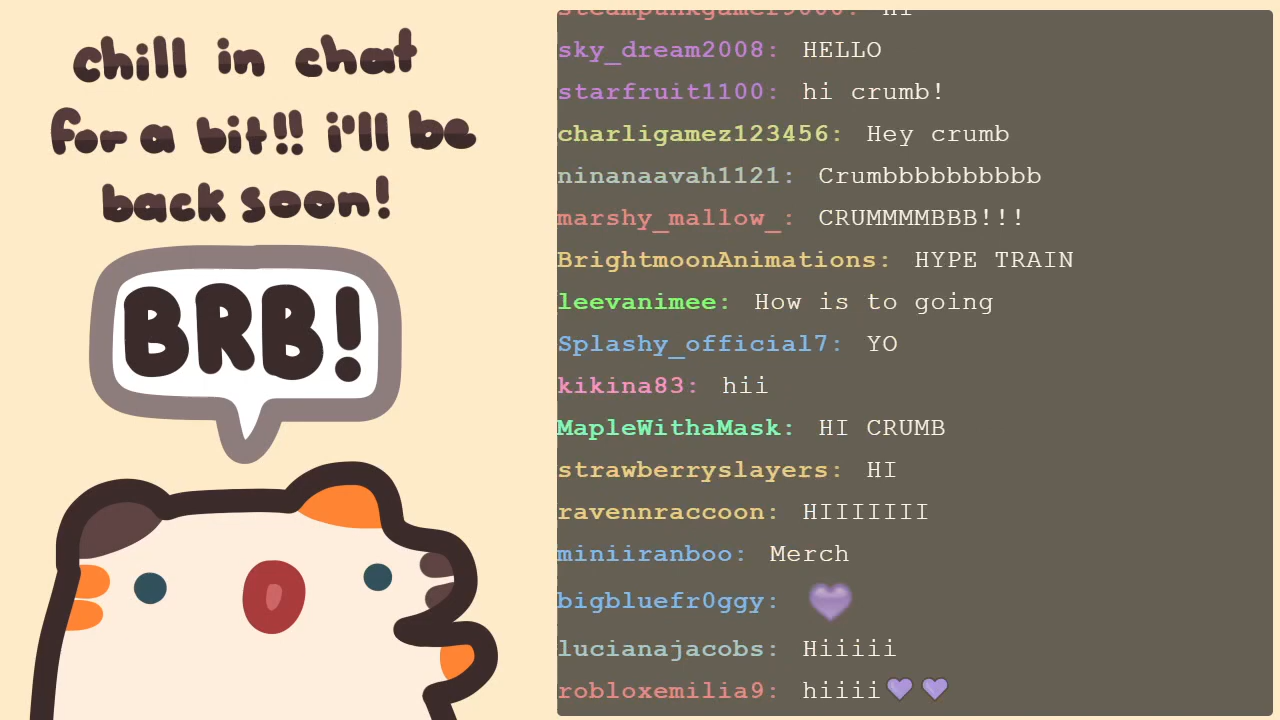 chill in chat
for a bit!! i'll be
back soon!
BRB!
steampunkgamer9000: Hi
sky_dream2008: HELLO
starfruit1100: hi crumb!
charligamez123456: Hey crumb
ninanaavah1121: Crumbbbbbbbbbb
marshy_mallow_: CRUMMMMBBB!!!
BrightmoonAnimations: HYPE TRAIN
leevanimee: How is to going
Splashy_official7: YO
kikina83: hii
MapleWithaMask: HI CRUMB
strawberryslayers: HI
ravennraccoon: HIIIIIII
miniiranboo: Merch
bigbluefr0ggy: 💜
lucianajacobs: Hiiiii
robloxemilia9: hiiii💜💜